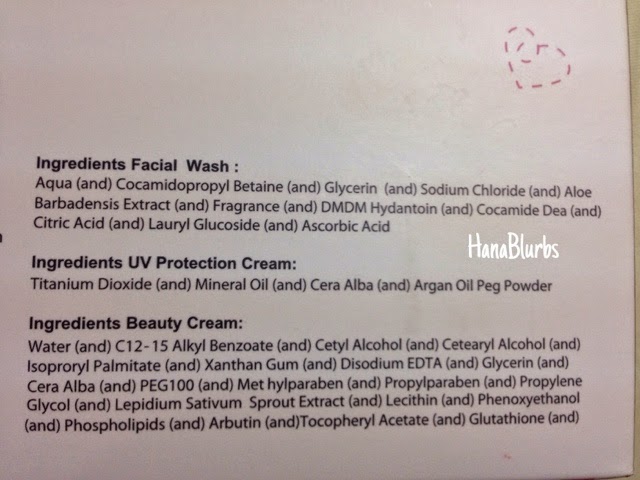 Ingredients Facial Wash :
Aqua (and) Cocamidopropyl Betaine (and) Glycerin (and) Sodium Chloride (and) Aloe
Barbadensis Extract (and) Fragrance (and) DMDM Hydantoin (and) Cocamide Dea (and)
Citric Acid (and) Lauryl Glucoside (and) Ascorbic Acid
HanaBlurbs
Ingredients UV Protection Cream:
Titanium Dioxide (and) Mineral Oil (and) Cera Alba (and) Argan Oil Peg Powder
Ingredients Beauty Cream:
Water (and) C12-15 Alkyl Benzoate (and) Cetyl Alcohol (and) Cetearyl Alcohol (and)
Isoproryl Palmitate (and) Xanthan Gum (and) Disodium EDTA (and) Glycerin (and)
Cera Alba (and) PEG100 (and) Met hylparaben (and) Propylparaben (and) Propylene
Glycol (and) Lepidium Sativum Sprout Extract (and) Lecithin (and) Phenoxyethanol
(and) Phospholipids (and) Arbutin (and)Tocopheryl Acetate (and) Glutathione (and)